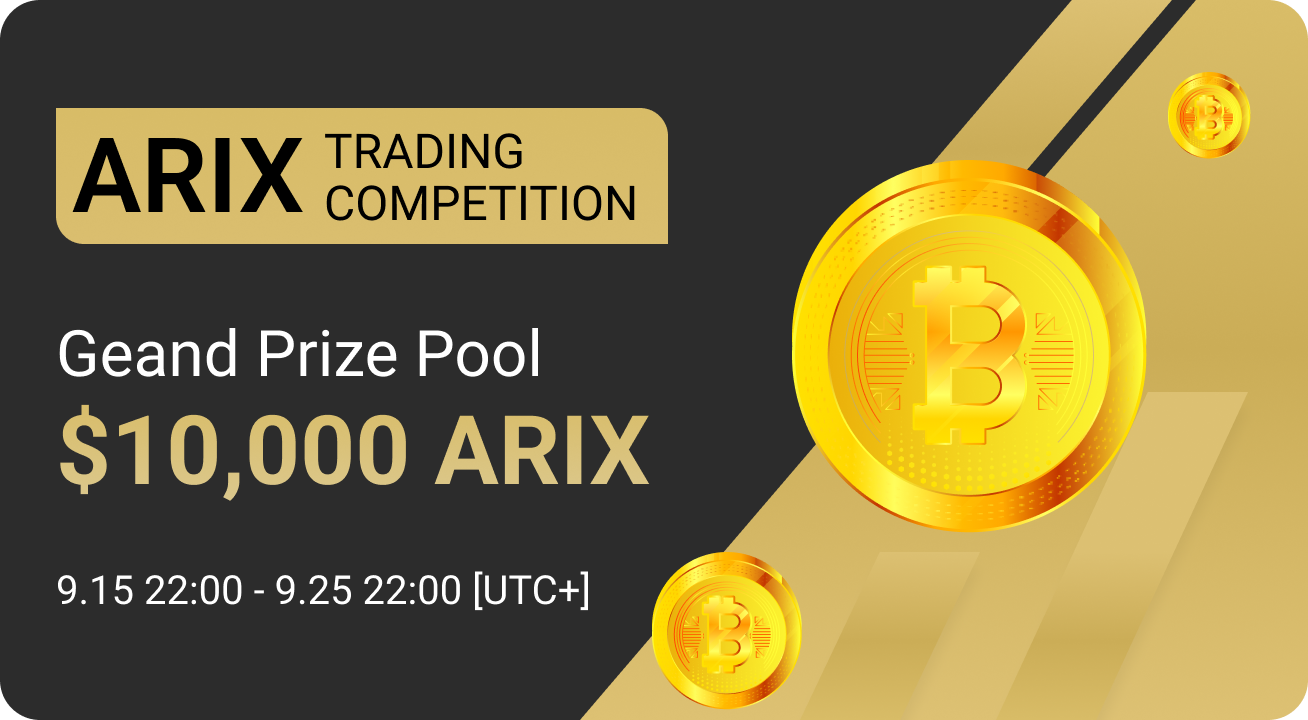 ARIX
TRADING
COMPETITION
Geand Prize Pool
$10,000 ARIX
9.15 22:00 - 9.25 22:00 [UTC+]